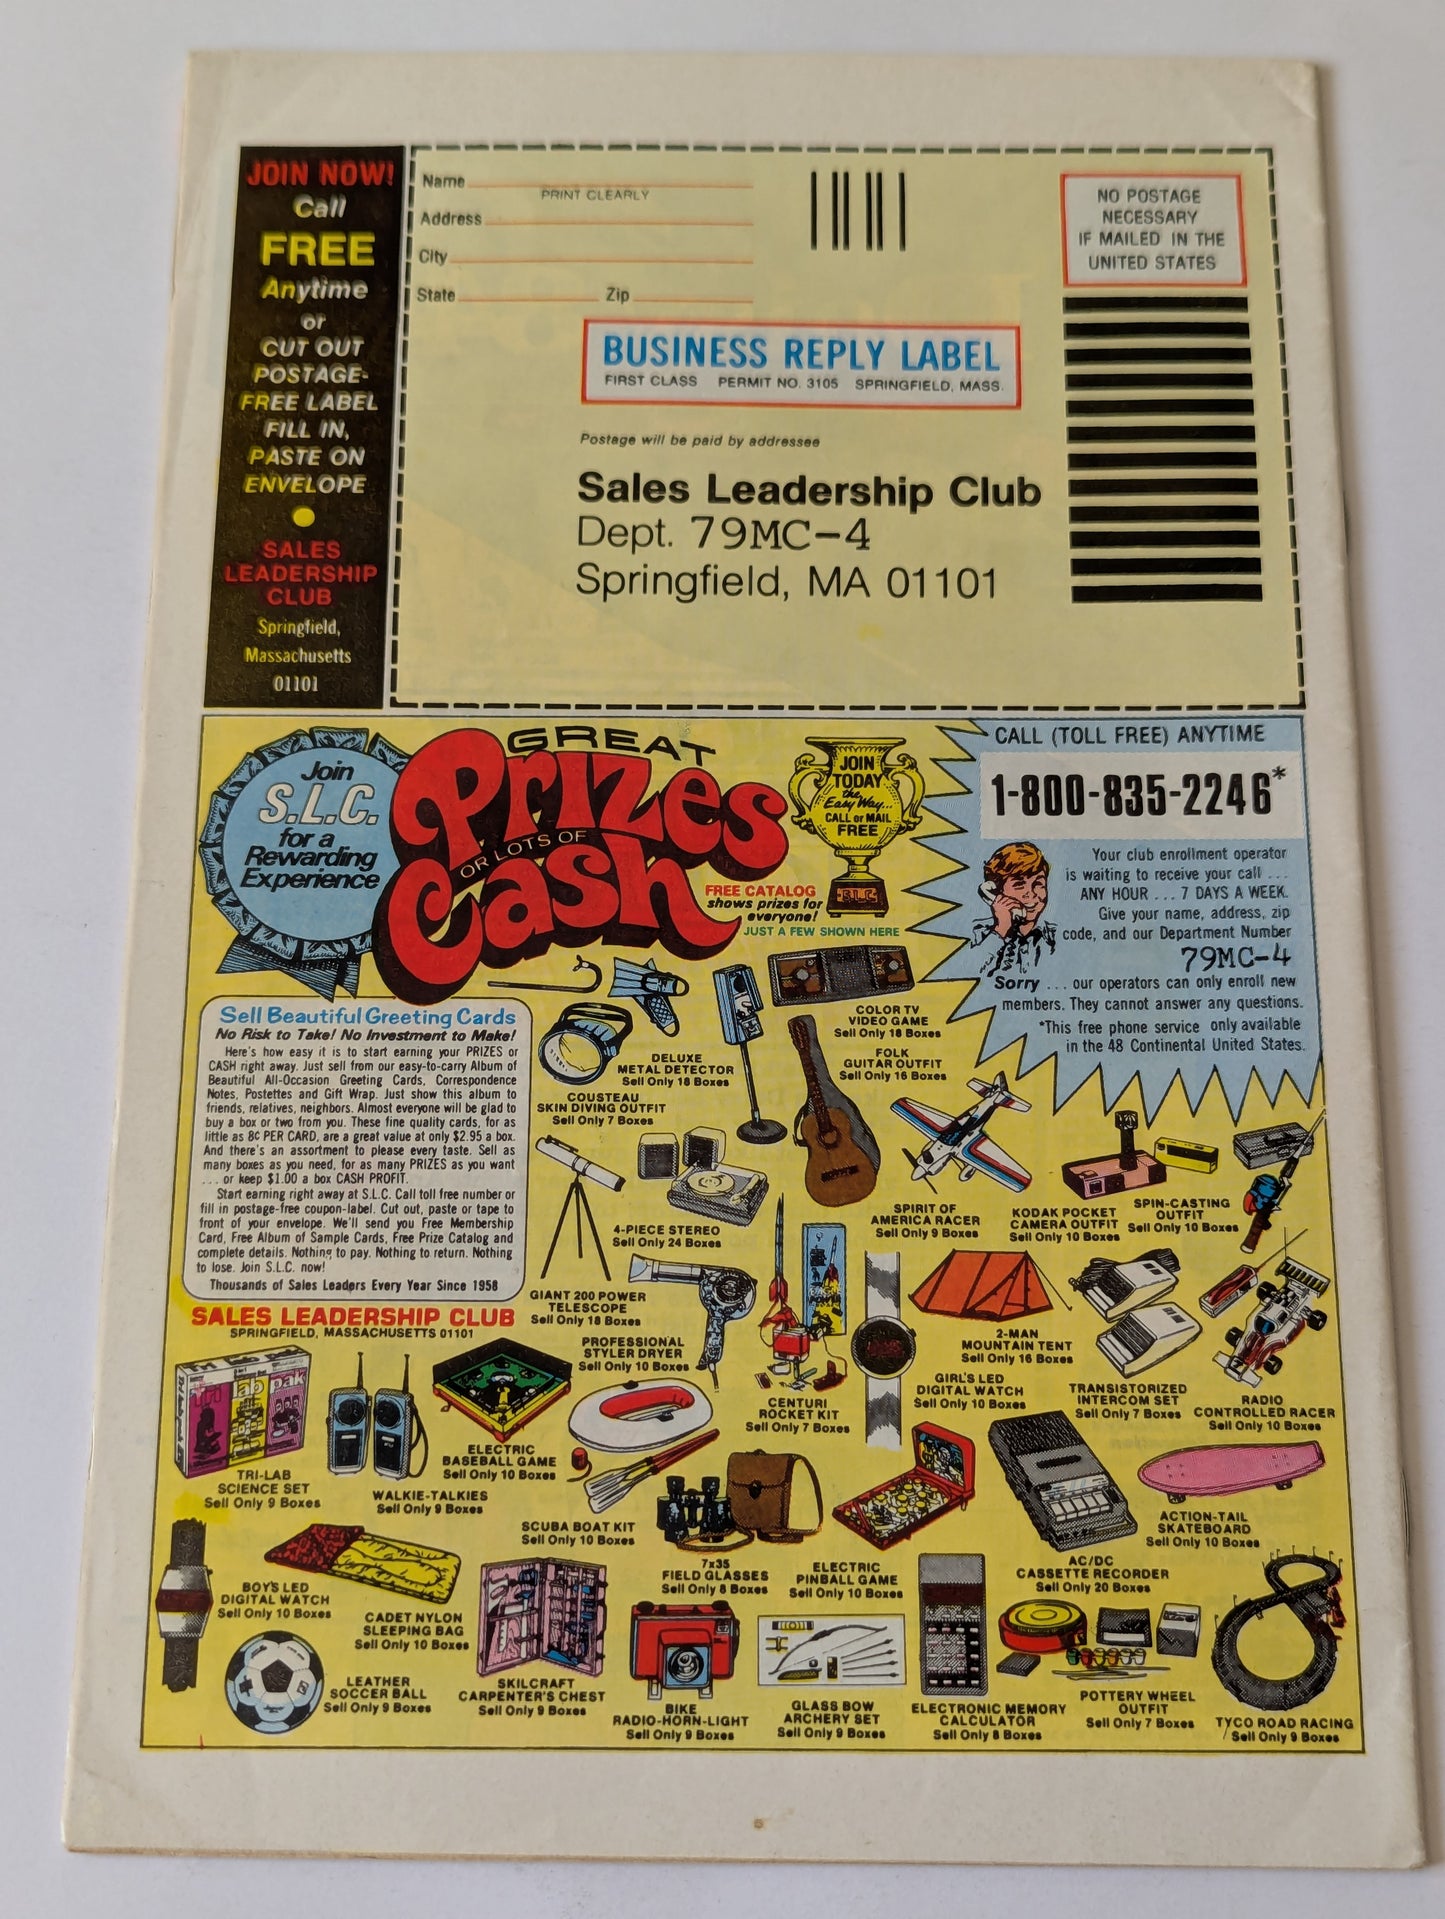 JOIN NOW!
Call
FREE
Anytime
or
CUT OUT
POSTAGE-
FREE LABEL
FILL IN,
PASTE ON
ENVELOPE
SALES
LEADERSHIP
CLUB
Springfield,
Massachusetts
01101
Name
PRINT CLEARLY
Address
City
State Zip
NO POSTAGE
NECESSARY
IF MAILED IN THE
UNITED STATES
BUSINESS REPLY LABEL
FIRST CLASS PERMIT NO. 3105 SPRINGFIELD, MASS.
Postage will be paid by addressee
Sales Leadership Club
Dept. 79MC-4
Springfield, MA 01101
Join
S.L.C.
for a
Rewarding
Experience
GREAT
Prizes
OR LOTS OF
Cash
JOIN
TODAY
the
Easy Way...
CALL or MAIL
FREE
S.L.C.
FREE CATALOG
shows prizes for
everyone!
JUST A FEW SHOWN HERE
CALL (TOLL FREE) ANYTIME
1-800-835-2246*
Your club enrollment operator
is waiting to receive your call ...
ANY HOUR ... 7 DAYS A WEEK.
Give your name, address, zip
code, and our Department Number
79MC-4
Sorry ... our operators can only enroll new
members. They cannot answer any questions.
*This free phone service only available
in the 48 Continental United States.
Sell Beautiful Greeting Cards
No Risk to Take! No Investment to Make!
Here's how easy it is to start earning your PRIZES or
CASH right away. Just sell from our easy-to-carry Album of
Beautiful All-Occasion Greeting Cards, Correspondence
Notes, Postettes and Gift Wrap. Just show this album to
friends, relatives, neighbors. Almost everyone will be glad to
buy a box or two from you. These fine quality cards, for as
little as 8¢ PER CARD, are a great value at only $2.95 a box.
And there's an assortment to please every taste. Sell as
many boxes as you need, for as many PRIZES as you want
... or keep $1.00 a box CASH PROFIT.
Start earning right away at S.L.C. Call toll free number or
fill in postage-free coupon-label. Cut out, paste or tape to
front of your envelope. We'll send you Free Membership
Card, Free Album of Sample Cards, Free Prize Catalog and
complete details. Nothing to pay. Nothing to return. Nothing
to lose. Join S.L.C. now!
Thousands of Sales Leaders Every Year Since 1958
SALES LEADERSHIP CLUB
SPRINGFIELD, MASSACHUSETTS 01101
COLOR TV
VIDEO GAME
Sell Only 18 Boxes
DELUXE
METAL DETECTOR
Sell Only 18 Boxes
FOLK
GUITAR OUTFIT
Sell Only 16 Boxes
COUSTEAU
SKIN DIVING OUTFIT
Sell Only 7 Boxes
4-PIECE STEREO
Sell Only 24 Boxes
SPIRIT OF
AMERICA RACER
Sell Only 9 Boxes
KODAK POCKET
CAMERA OUTFIT
Sell Only 10 Boxes
SPIN-CASTING
OUTFIT
Sell Only 10 Boxes
GIANT 200 POWER
TELESCOPE
Sell Only 18 Boxes
PROFESSIONAL
STYLER DRYER
Sell Only 10 Boxes
CENTURI
ROCKET KIT
Sell Only 7 Boxes
GIRL'S LED
DIGITAL WATCH
Sell Only 10 Boxes
2-MAN
MOUNTAIN TENT
Sell Only 16 Boxes
TRANSISTORIZED
INTERCOM SET
Sell Only 7 Boxes
RADIO
CONTROLLED RACER
Sell Only 10 Boxes
tri lab pak
TRI-LAB
SCIENCE SET
Sell Only 9 Boxes
WALKIE-TALKIES
Sell Only 9 Boxes
ELECTRIC
BASEBALL GAME
Sell Only 10 Boxes
SCUBA BOAT KIT
Sell Only 10 Boxes
7x35
FIELD GLASSES
Sell Only 8 Boxes
ELECTRIC
PINBALL GAME
Sell Only 10 Boxes
AC/DC
CASSETTE RECORDER
Sell Only 20 Boxes
ACTION-TAIL
SKATEBOARD
Sell Only 10 Boxes
BOY'S LED
DIGITAL WATCH
Sell Only 10 Boxes
CADET NYLON
SLEEPING BAG
Sell Only 10 Boxes
LEATHER
SOCCER BALL
Sell Only 9 Boxes
SKILCRAFT
CARPENTER'S CHEST
Sell Only 9 Boxes
BIKE
RADIO-HORN-LIGHT
Sell Only 9 Boxes
GLASS BOW
ARCHERY SET
Sell Only 9 Boxes
ELECTRONIC MEMORY
CALCULATOR
Sell Only 8 Boxes
POTTERY WHEEL
OUTFIT
Sell Only 7 Boxes
TYCO ROAD RACING
Sell Only 9 Boxes